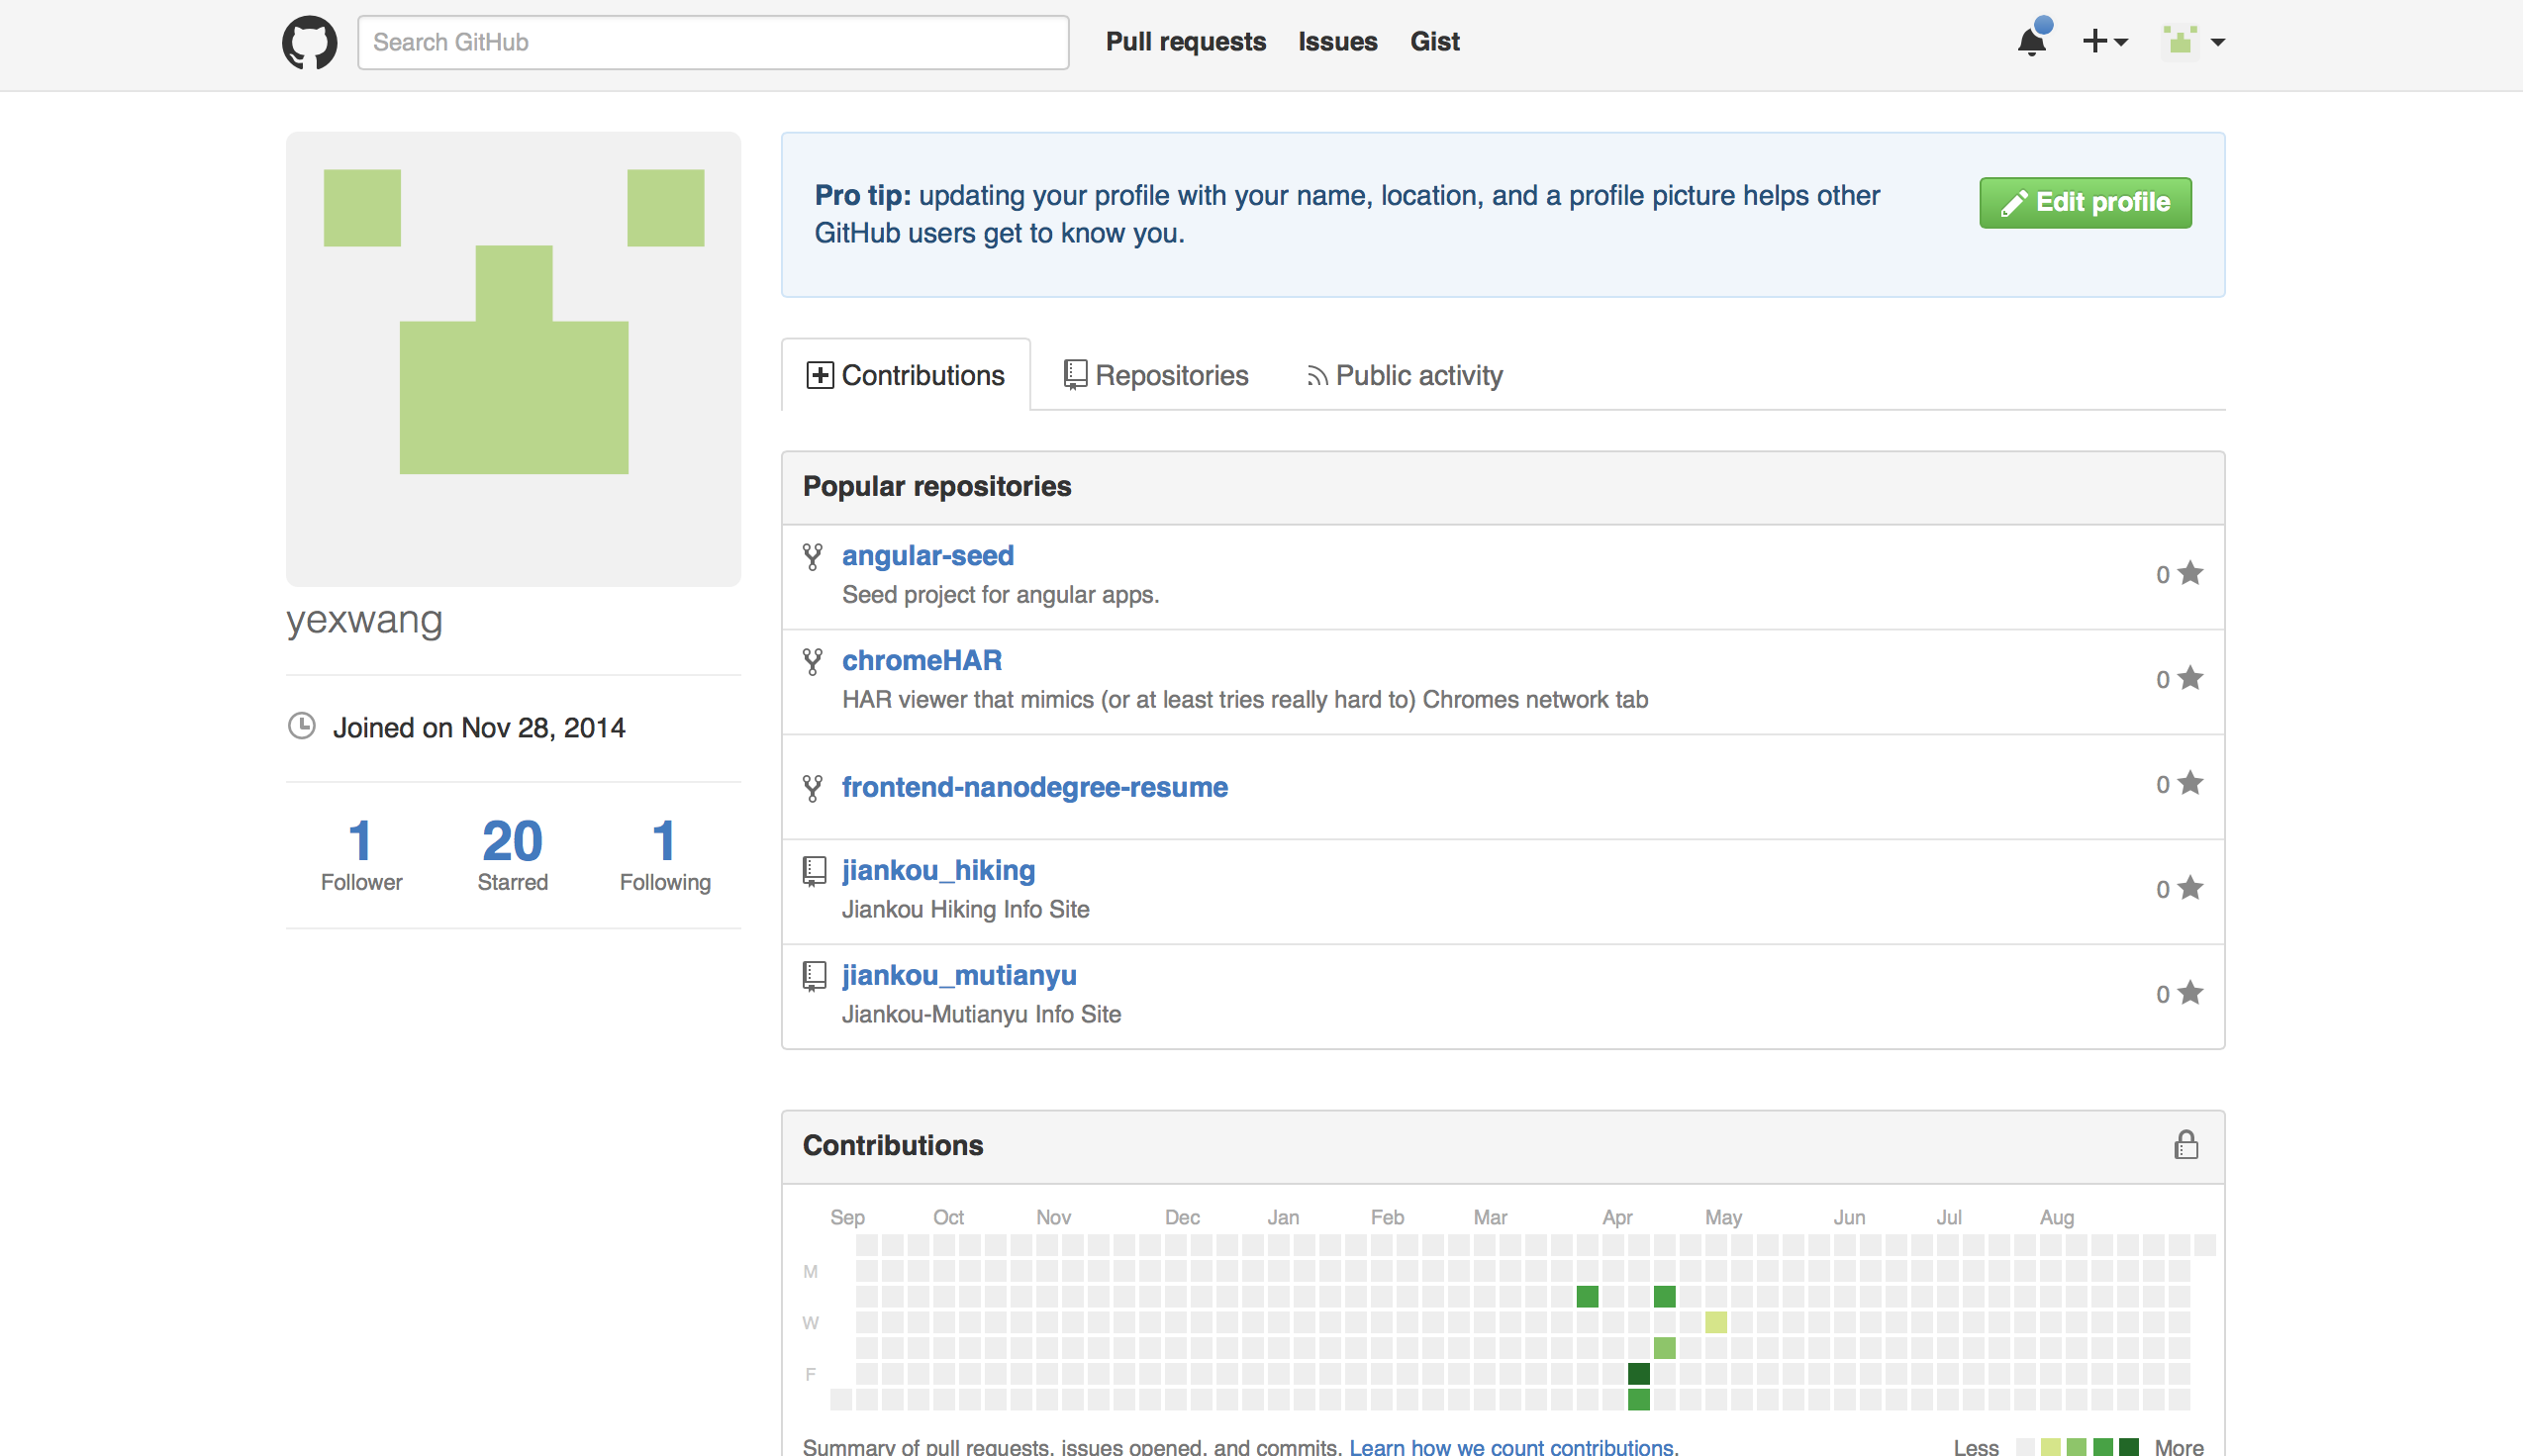 Search GitHub
Pull requests Issues Gist
Pro tip: updating your profile with your name, location, and a profile picture helps other
GitHub users get to know you.
Edit profile
yexwang
Joined on Nov 28, 2014
1 20 1
Follower Starred Following
Contributions Repositories Public activity
Popular repositories
angular-seed
Seed project for angular apps.
0
chromeHAR
HAR viewer that mimics (or at least tries really hard to) Chromes network tab
0
frontend-nanodegree-resume
0
jiankou_hiking
Jiankou Hiking Info Site
0
jiankou_mutianyu
Jiankou-Mutianyu Info Site
0
Contributions
Sep Oct Nov Dec Jan Feb Mar Apr May Jun Jul Aug
M
W
F
Summary of pull requests, issues opened, and commits. Learn how we count contributions.
Less More